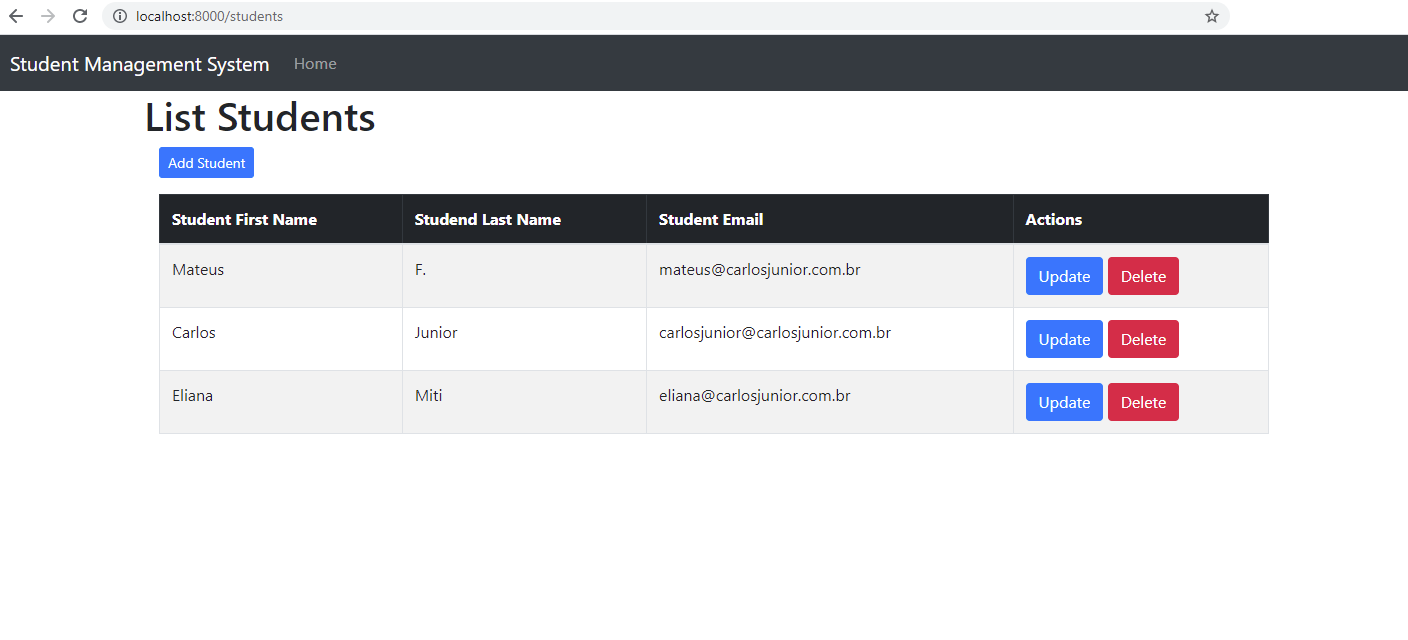 localhost:8000/students
Student Management System Home
List Students
Add Student
Student First Name Studend Last Name Student Email Actions
Mateus F. mateus@carlosjunior.com.br Update Delete
Carlos Junior carlosjunior@carlosjunior.com.br Update Delete
Eliana Miti eliana@carlosjunior.com.br Update Delete